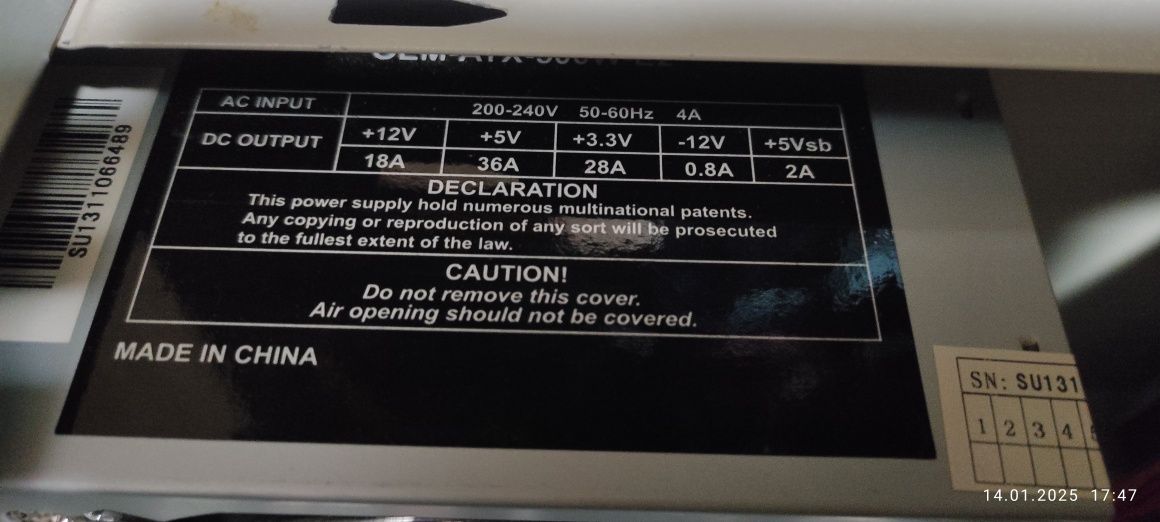 AC INPUT 200-240V 50-60Hz 4A
DC OUTPUT +12V +5V +3.3V -12V +5Vsb
18A 36A 28A 0.8A 2A
DECLARATION
This power supply hold numerous multinational patents.
Any copying or reproduction of any sort will be prosecuted
to the fullest extent of the law.
CAUTION!
Do not remove this cover.
Air opening should not be covered.
MADE IN CHINA
SU1311066489
SN: SU131
1 2 3 4
14.01.2025 17:47